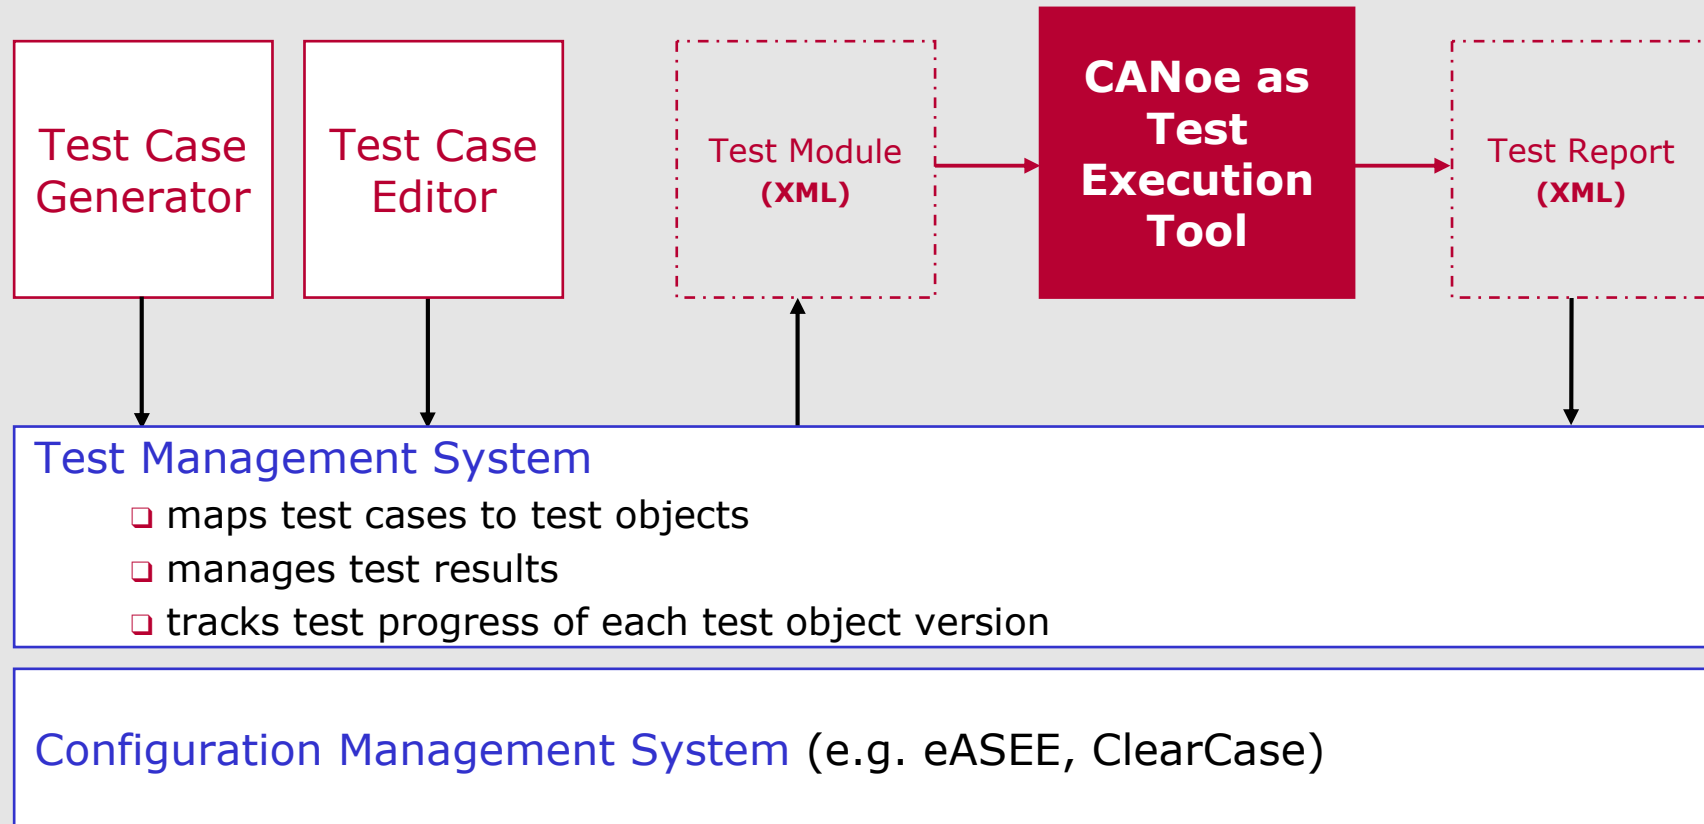 Test Case
Generator
Test Case
Editor
Test Module
(XML)
CANoe as
Test
Execution
Tool
Test Report
(XML)
Test Management System
❑ maps test cases to test objects
❑ manages test results
❑ tracks test progress of each test object version
Configuration Management System (e.g. eASEE, ClearCase)